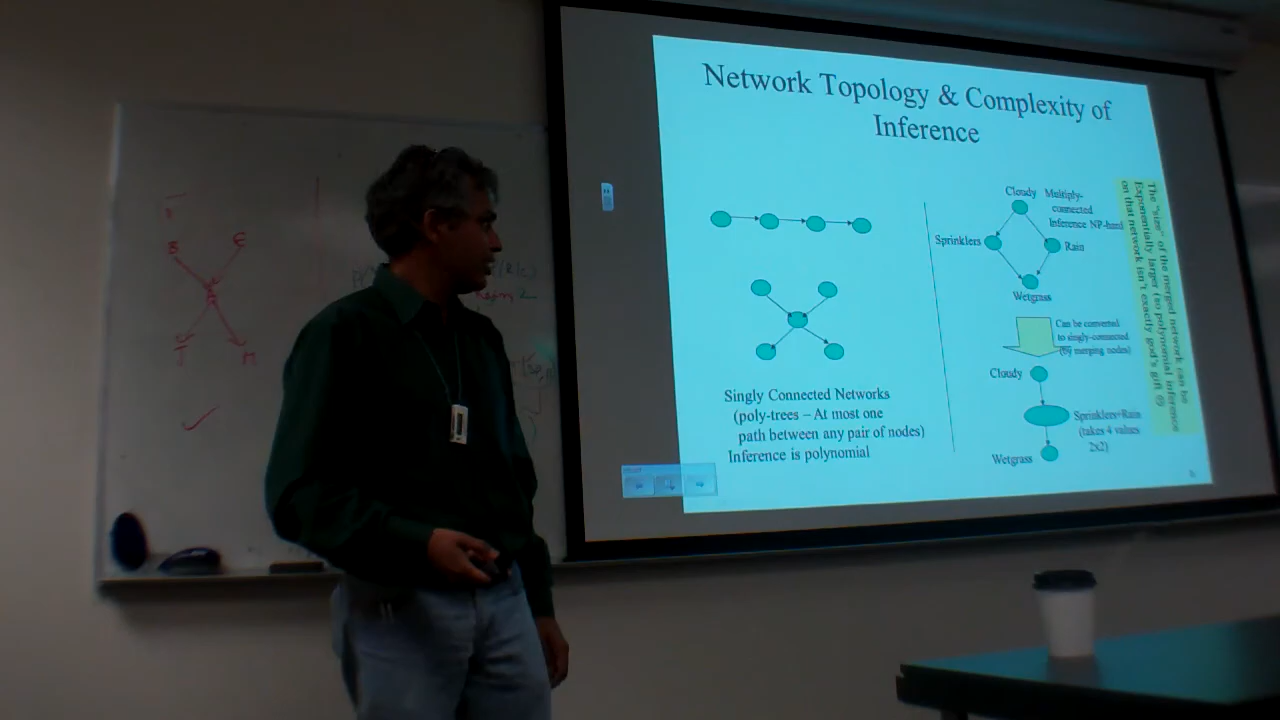 Network Topology & Complexity of
Inference
Singly Connected Networks
(poly-trees – At most one
path between any pair of nodes)
Inference is polynomial
Cloudy
Multiply-
connected
Inference NP-hard
Sprinklers
Rain
Wetgrass
Can be converted
to singly-connected
(by merging nodes)
Cloudy
Sprinklers+Rain
(takes 4 values
2x2)
Wetgrass
The "size" of the merged network can be
Exponentially larger (so polynomial inference
on that network isn't exactly god's gift ☺
B
E
A
J
M